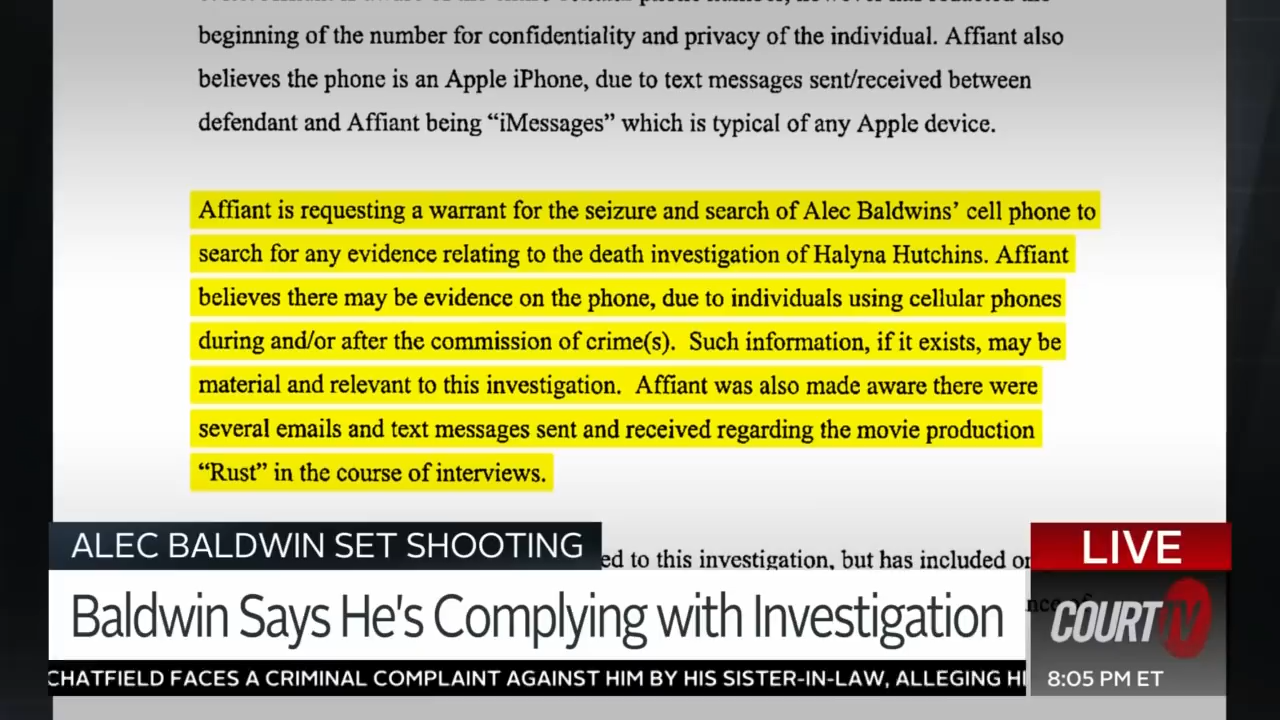 beginning of the number for confidentiality and privacy of the individual. Affiant also
believes the phone is an Apple iPhone, due to text messages sent/received between
defendant and Affiant being “iMessages” which is typical of any Apple device.
Affiant is requesting a warrant for the seizure and search of Alec Baldwins’ cell phone to
search for any evidence relating to the death investigation of Halyna Hutchins. Affiant
believes there may be evidence on the phone, due to individuals using cellular phones
during and/or after the commission of crime(s). Such information, if it exists, may be
material and relevant to this investigation. Affiant was also made aware there were
several emails and text messages sent and received regarding the movie production
“Rust” in the course of interviews.
to this investigation, but has included
ALEC BALDWIN SET SHOOTING
Baldwin Says He's Complying with Investigation
LIVE
COURT TV
8:05 PM ET
CHATFIELD FACES A CRIMINAL COMPLAINT AGAINST HIM BY HIS SISTER-IN-LAW, ALLEGING